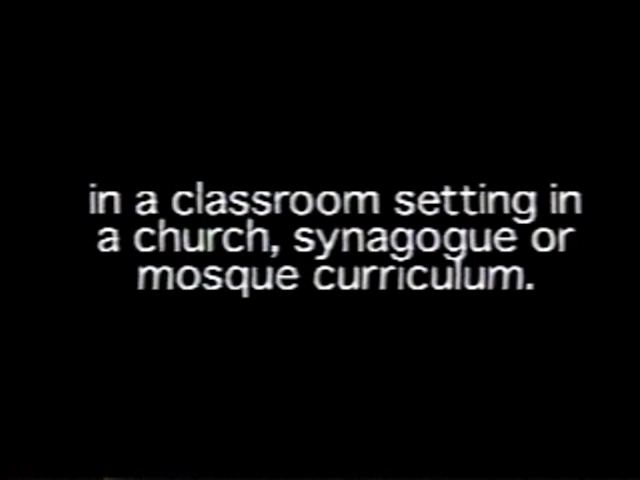 in a classroom setting in
a church, synagogue or
mosque curriculum.